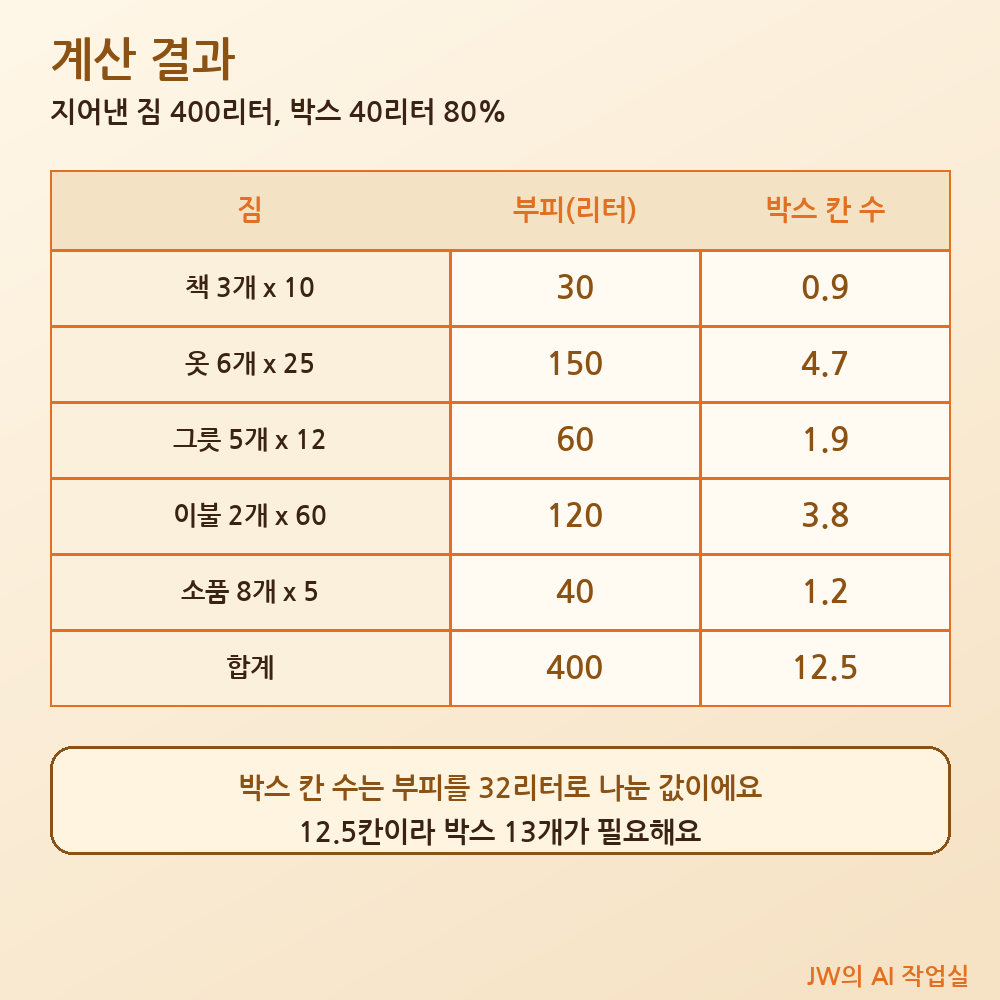 계산 결과
지어낸 짐 400리터, 박스 40리터 80%
짐 부피(리터) 박스 칸 수
책 3개 x 10 30 0.9
옷 6개 x 25 150 4.7
그릇 5개 x 12 60 1.9
이불 2개 x 60 120 3.8
소품 8개 x 5 40 1.2
합계 400 12.5
박스 칸 수는 부피를 32리터로 나눈 값이에요
12.5칸이라 박스 13개가 필요해요
JW의 AI 작업실